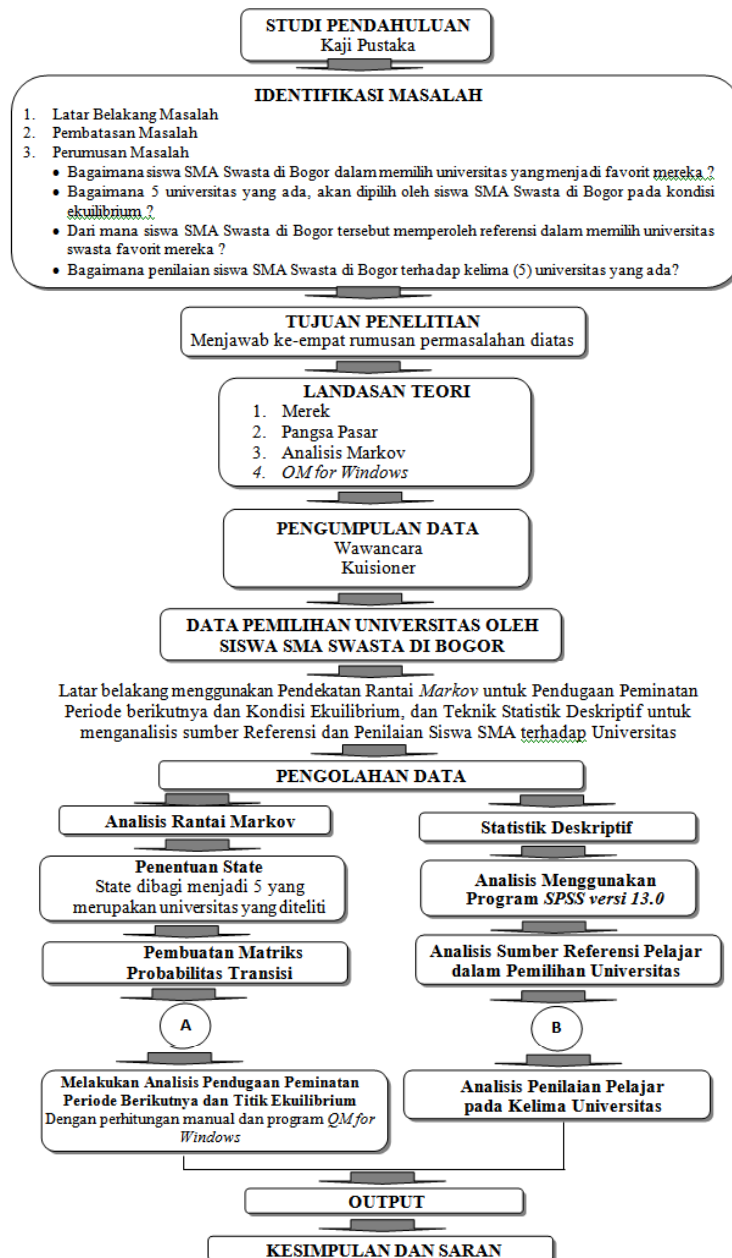 STUDI PENDAHULUAN
Kaji Pustaka
IDENTIFIKASI MASALAH
1. Latar Belakang Masalah
2. Pembatasan Masalah
3. Perumusan Masalah
• Bagaimana siswa SMA Swasta di Bogor dalam memilih universitas yang menjadi favorit mereka ?
• Bagaimana 5 universitas yang ada, akan dipilih oleh siswa SMA Swasta di Bogor pada kondisi
ekuilibrium ?
• Dari mana siswa SMA Swasta di Bogor tersebut memperoleh referensi dalam memilih universitas
swasta favorit mereka ?
• Bagaimana penilaian siswa SMA Swasta di Bogor terhadap kelima (5) universitas yang ada?
TUJUAN PENELITIAN
Menjawab ke-empat rumusan permasalahan diatas
LANDASAN TEORI
1. Merek
2. Pangsa Pasar
3. Analisis Markov
4. QM for Windows
PENGUMPULAN DATA
Wawancara
Kuisioner
DATA PEMILIHAN UNIVERSITAS OLEH
SISWA SMA SWASTA DI BOGOR
Latar belakang menggunakan Pendekatan Rantai Markov untuk Pendugaan Peminatan
Periode berikutnya dan Kondisi Ekuilibrium, dan Teknik Statistik Deskriptif untuk
menganalisis sumber Referensi dan Penilaian Siswa SMA terhadap Universitas
PENGOLAHAN DATA
Analisis Rantai Markov
Penentuan State
State dibagi menjadi 5 yang
merupakan universitas yang diteliti
Pembuatan Matriks
Probabilitas Transisi
A
Melakukan Analisis Pendugaan Peminatan
Periode Berikutnya dan Titik Ekuilibrium
Dengan perhitungan manual dan program QM for
Windows
Statistik Deskriptif
Analisis Menggunakan
Program SPSS versi 13.0
Analisis Sumber Referensi Pelajar
dalam Pemilihan Universitas
B
Analisis Penilaian Pelajar
pada Kelima Universitas
OUTPUT
KESIMPULAN DAN SARAN